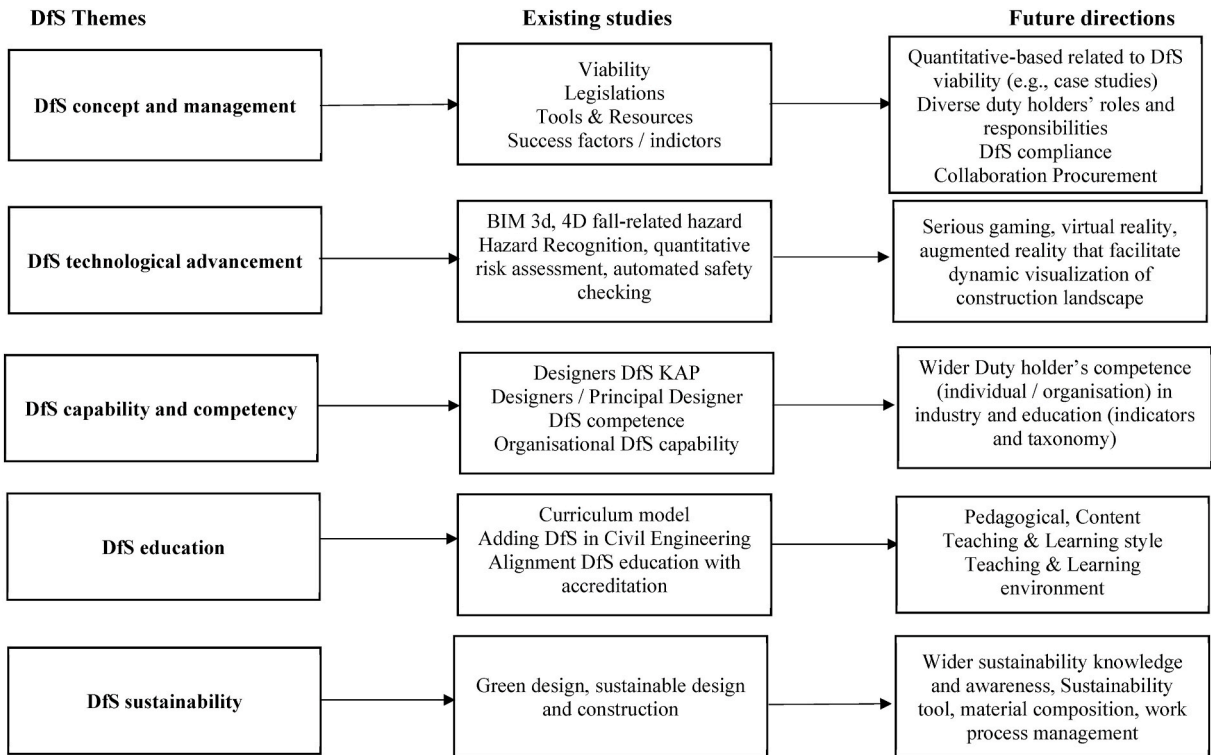 DfS Themes
Existing studies
Future directions
DfS concept and management
Viability
Legislations
Tools & Resources
Success factors / indictors
Quantitative-based related to DfS
viability (e.g., case studies)
Diverse duty holders' roles and
responsibilities
DfS compliance
Collaboration Procurement
DfS technological advancement
BIM 3d, 4D fall-related hazard
Hazard Recognition, quantitative
risk assessment, automated safety
checking
Serious gaming, virtual reality,
augmented reality that facilitate
dynamic visualization of
construction landscape
DfS capability and competency
Designers DfS KAP
Designers / Principal Designer
DfS competence
Organisational DfS capability
Wider Duty holder's competence
(individual / organisation) in
industry and education (indicators
and taxonomy)
DfS education
Curriculum model
Adding DfS in Civil Engineering
Alignment DfS education with
accreditation
Pedagogical, Content
Teaching & Learning style
Teaching & Learning
environment
DfS sustainability
Green design, sustainable design
and construction
Wider sustainability knowledge
and awareness, Sustainability
tool, material composition, work
process management